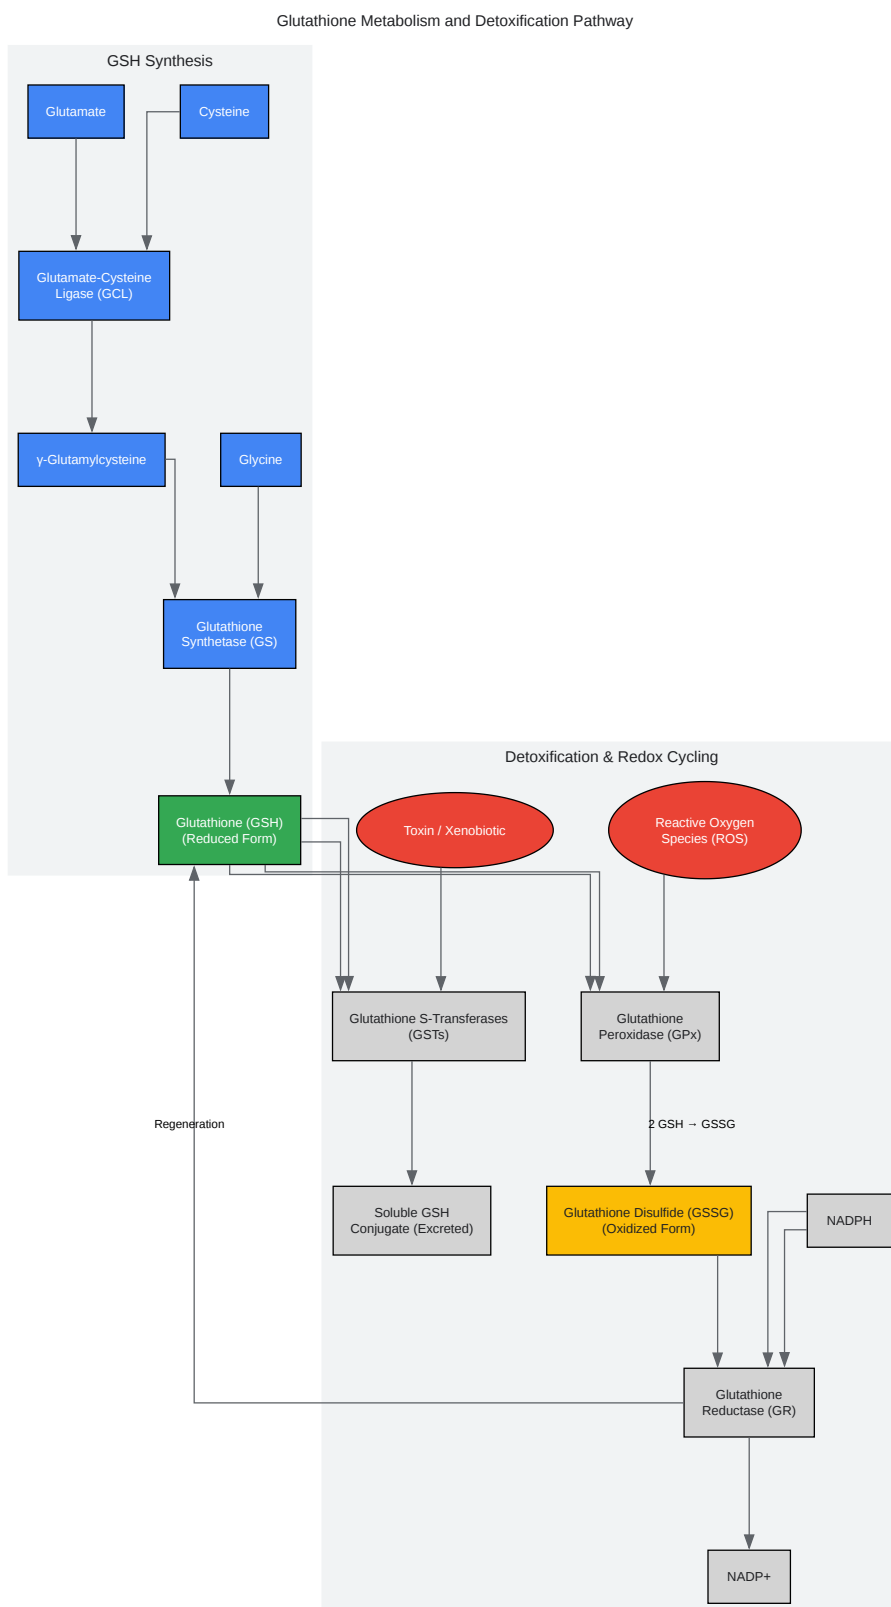 Glutathione Metabolism and Detoxification Pathway
GSH Synthesis
Glutamate
Cysteine
Glutamate-Cysteine
Ligase (GCL)
γ-Glutamylcysteine
Glycine
Glutathione
Synthetase (GS)
Detoxification & Redox Cycling
Glutathione (GSH)
(Reduced Form)
Toxin / Xenobiotic
Reactive Oxygen
Species (ROS)
Glutathione S-Transferases
(GSTs)
Glutathione
Peroxidase (GPx)
Regeneration
2 GSH → GSSG
Soluble GSH
Conjugate (Excreted)
Glutathione Disulfide (GSSG)
(Oxidized Form)
NADPH
Glutathione
Reductase (GR)
NADP+